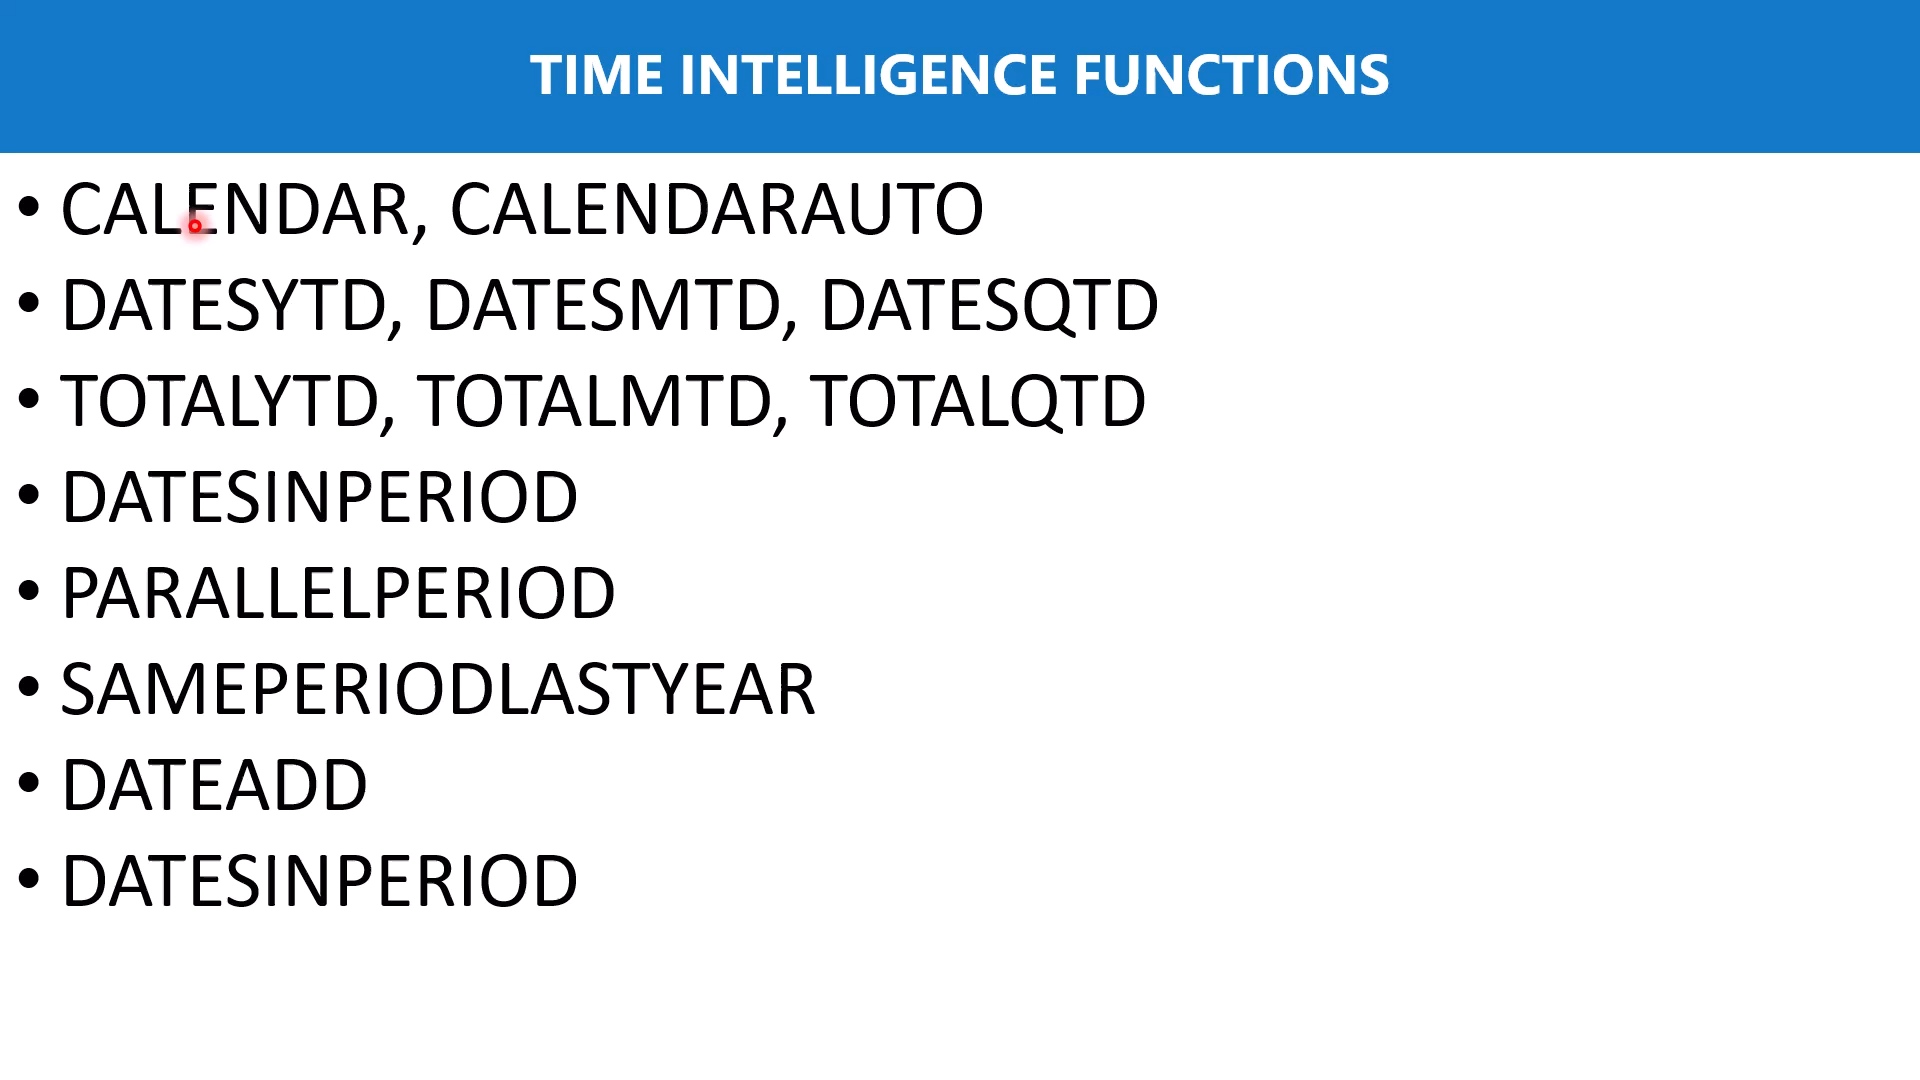 TIME INTELLIGENCE FUNCTIONS
• CALENDAR, CALENDARAUTO
• DATESYTD, DATESMTD, DATESQTD
• TOTALYTD, TOTALMTD, TOTALQTD
• DATESINPERIOD
• PARALLELPERIOD
• SAMEPERIODLASTYEAR
• DATEADD
• DATESINPERIOD